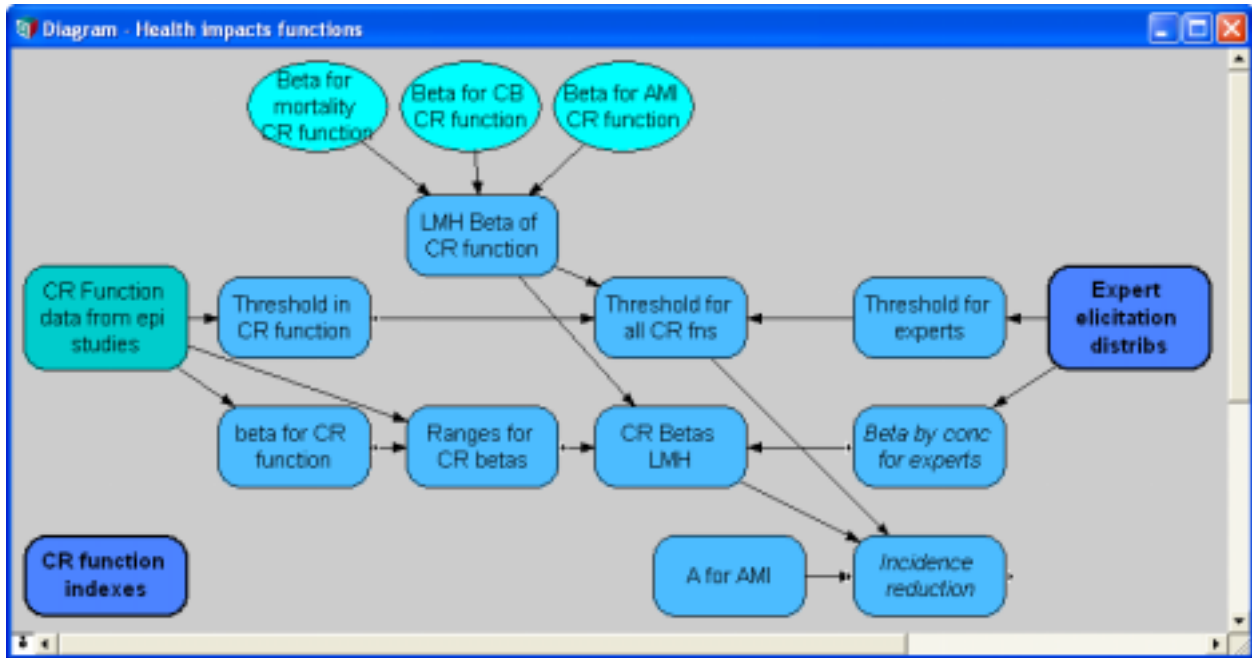 Diagram - Health impacts functions
Beta for
mortality
CR function
Beta for CB
CR function
Beta for AMI
CR function
LMH Beta of
CR function
CR Function
data from epi
studies
Threshold in
CR function
Threshold for
all CR fns
Threshold for
experts
Expert
elicitation
distribs
beta for CR
function
Ranges for
CR betas
CR Betas
LMH
Beta by conc
for experts
CR function
indexes
A for AMI
Incidence
reduction